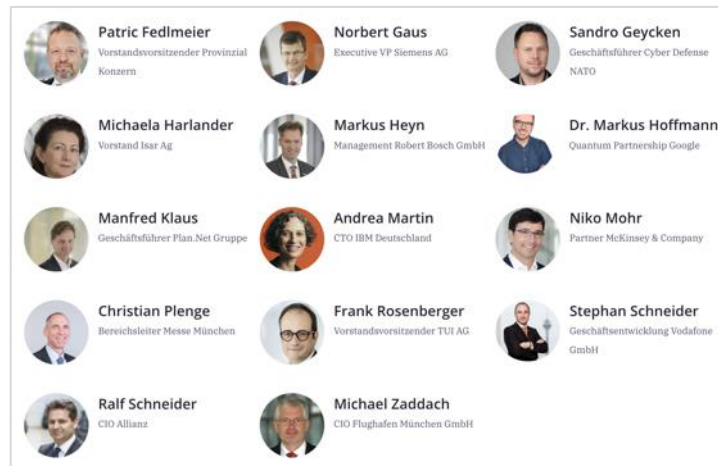 Patric Fedlmeier
Vorstandsvorsitzender Provinzial
Konzern
Norbert Gaus
Executive VP Siemens AG
Sandro Geycken
Geschäftsführer Cyber Defense
NATO
Michaela Harlander
Vorstand Isar Ag
Markus Heyn
Management Robert Bosch GmbH
Dr. Markus Hoffmann
Quantum Partnership Google
Manfred Klaus
Geschäftsführer Plan.Net Gruppe
Andrea Martin
CTO IBM Deutschland
Niko Mohr
Partner McKinsey & Company
Christian Plenge
Bereichsleiter Messe München
Frank Rosenberger
Vorstandsvorsitzender TUI AG
Stephan Schneider
Geschäftsentwicklung Vodafone
GmbH
Ralf Schneider
CIO Allianz
Michael Zaddach
CIO Flughafen München GmbH